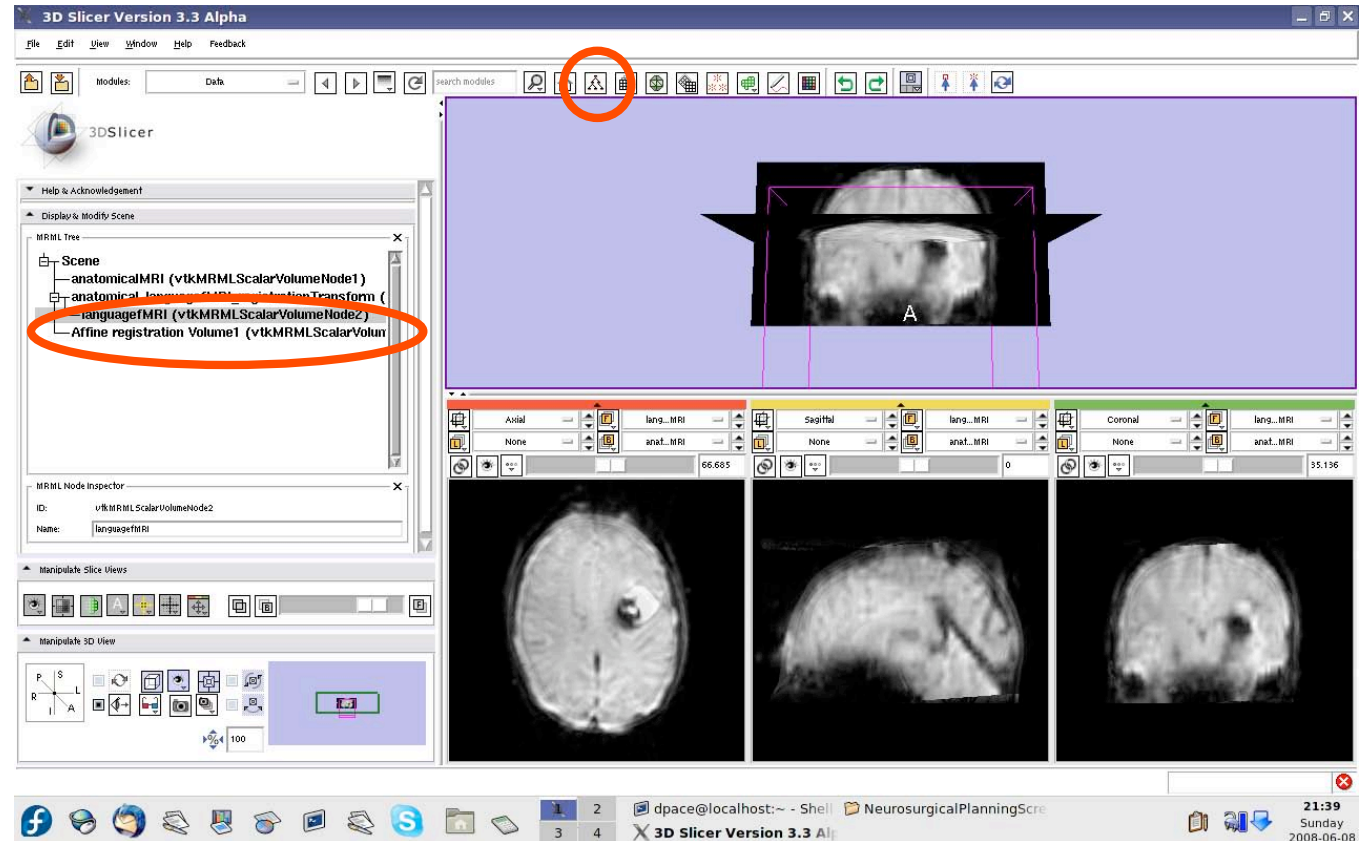 3D Slicer Version 3.3 Alpha
File Edit View Window Help Feedback
Modules: Data search modules
3DSlicer
Help & Acknowledgement
Display & Modify Scene
MRML Tree
Scene
anatomicalMRI (vtkMRMLScalarVolumeNode1)
anatomical_languagefMRI_registrationTransform (
languagefMRI (vtkMRMLScalarVolumeNode2)
Affine registration Volume1 (vtkMRMLScalarVolum
MRML Node Inspector
ID: vtkMRMLScalarVolumeNode2
Name: languagefMRI
Manipulate Slice Views
Manipulate 3D View
P S
R L
I A
100
A
Axial lang...MRI
None anat...MRI
66.685
Sagittal lang...MRI
None anat...MRI
0
Coronal lang...MRI
None anat...MRI
35.136
1 2
3 4
dpace@localhost:~ - Shell
NeurosurgicalPlanningScre
3D Slicer Version 3.3 Al
21:39
Sunday
2008-06-08